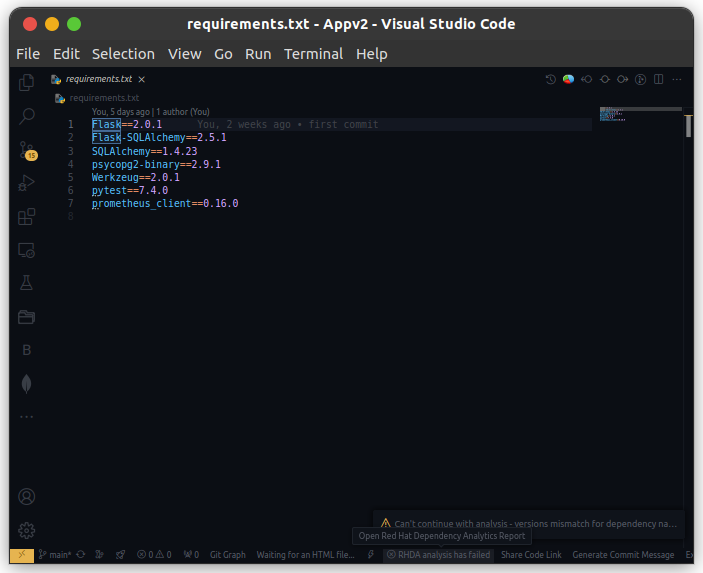 requirements.txt - Appv2 - Visual Studio Code
File Edit Selection View Go Run Terminal Help
requirements.txt
requirements.txt
You, 5 days ago | 1 author (You)
1 Flask==2.0.1 You, 2 weeks ago • first commit
2 Flask-SQLAlchemy==2.5.1
3 SQLAlchemy==1.4.23
4 psycopg2-binary==2.9.1
5 Werkzeug==2.0.1
6 pytest==7.4.0
7 prometheus_client==0.16.0
8
15
B
Can't continue with analysis - versions mismatch for dependency na...
Open Red Hat Dependency Analytics Report
main* 0 0 0 Git Graph Waiting for an HTML file... RHDA analysis has failed Share Code Link Generate Commit Message Ex